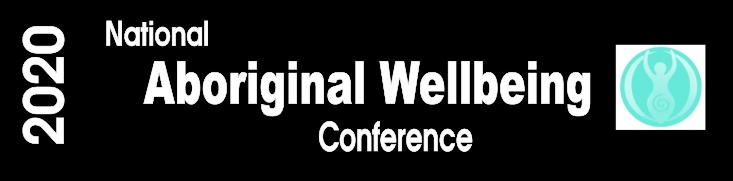 2020
National
Aboriginal Wellbeing
Conference